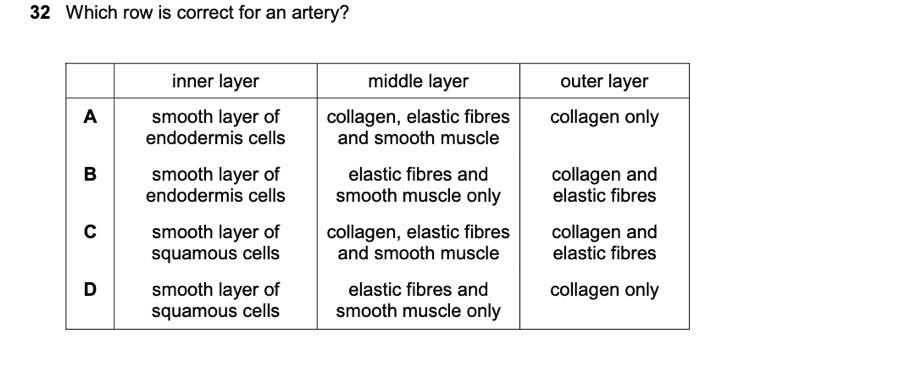 32 Which row is correct for an artery?
inner layer middle layer outer layer
A smooth layer of collagen, elastic fibres collagen only
endodermis cells and smooth muscle
B smooth layer of elastic fibres and collagen and
endodermis cells smooth muscle only elastic fibres
C smooth layer of collagen, elastic fibres collagen and
squamous cells and smooth muscle elastic fibres
D smooth layer of elastic fibres and collagen only
squamous cells smooth muscle only